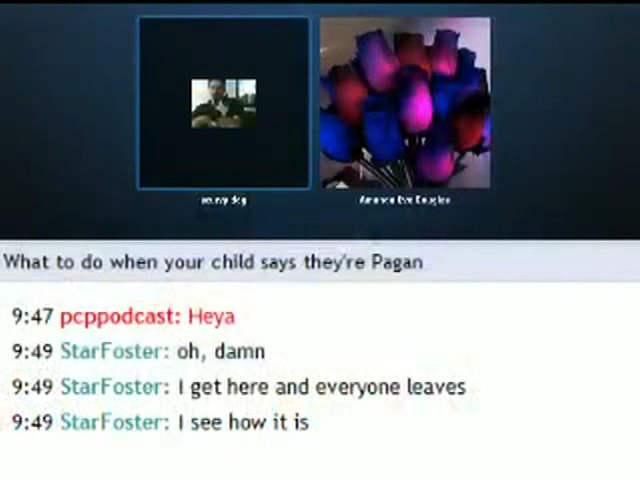 What to do when your child says they're Pagan
9:47 pcppodcast: Heya
9:49 StarFoster: oh, damn
9:49 StarFoster: I get here and everyone leaves
9:49 StarFoster: I see how it is